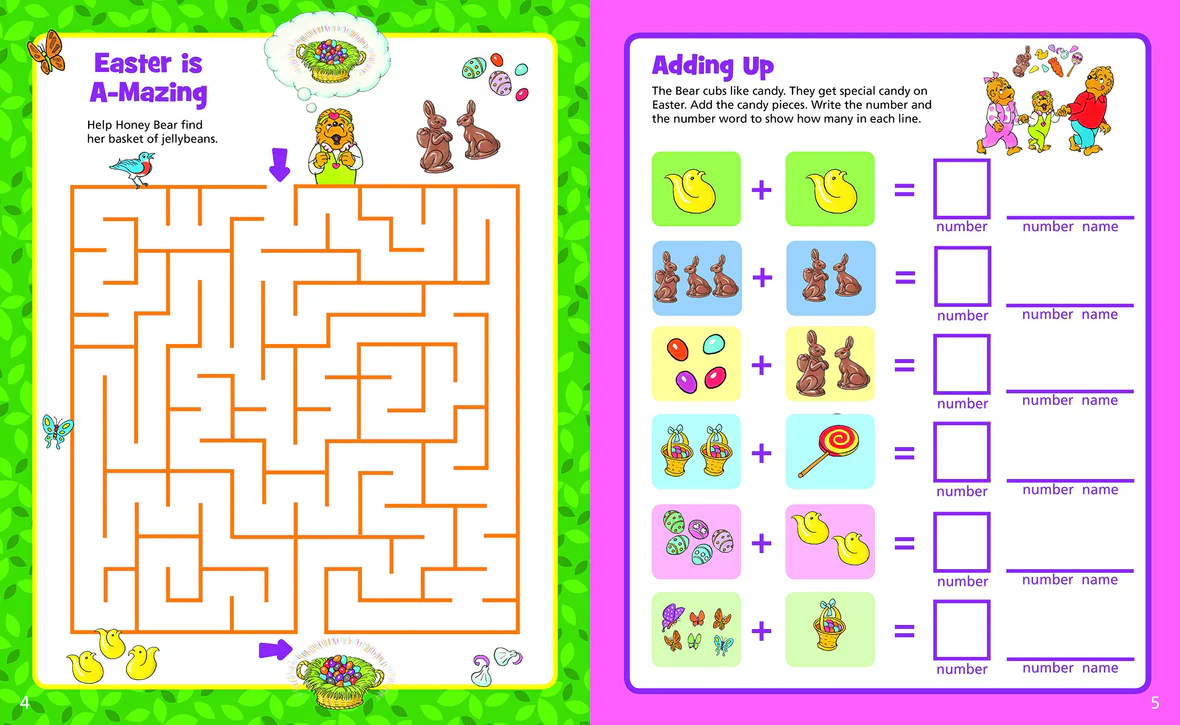 Easter is
A-Mazing
Help Honey Bear find
her basket of jellybeans.
4
Adding Up
The Bear cubs like candy. They get special candy on
Easter. Add the candy pieces. Write the number and
the number word to show how many in each line.
+ =
number number name
+ =
number number name
+ =
number number name
+ =
number number name
+ =
number number name
+ =
number number name
5